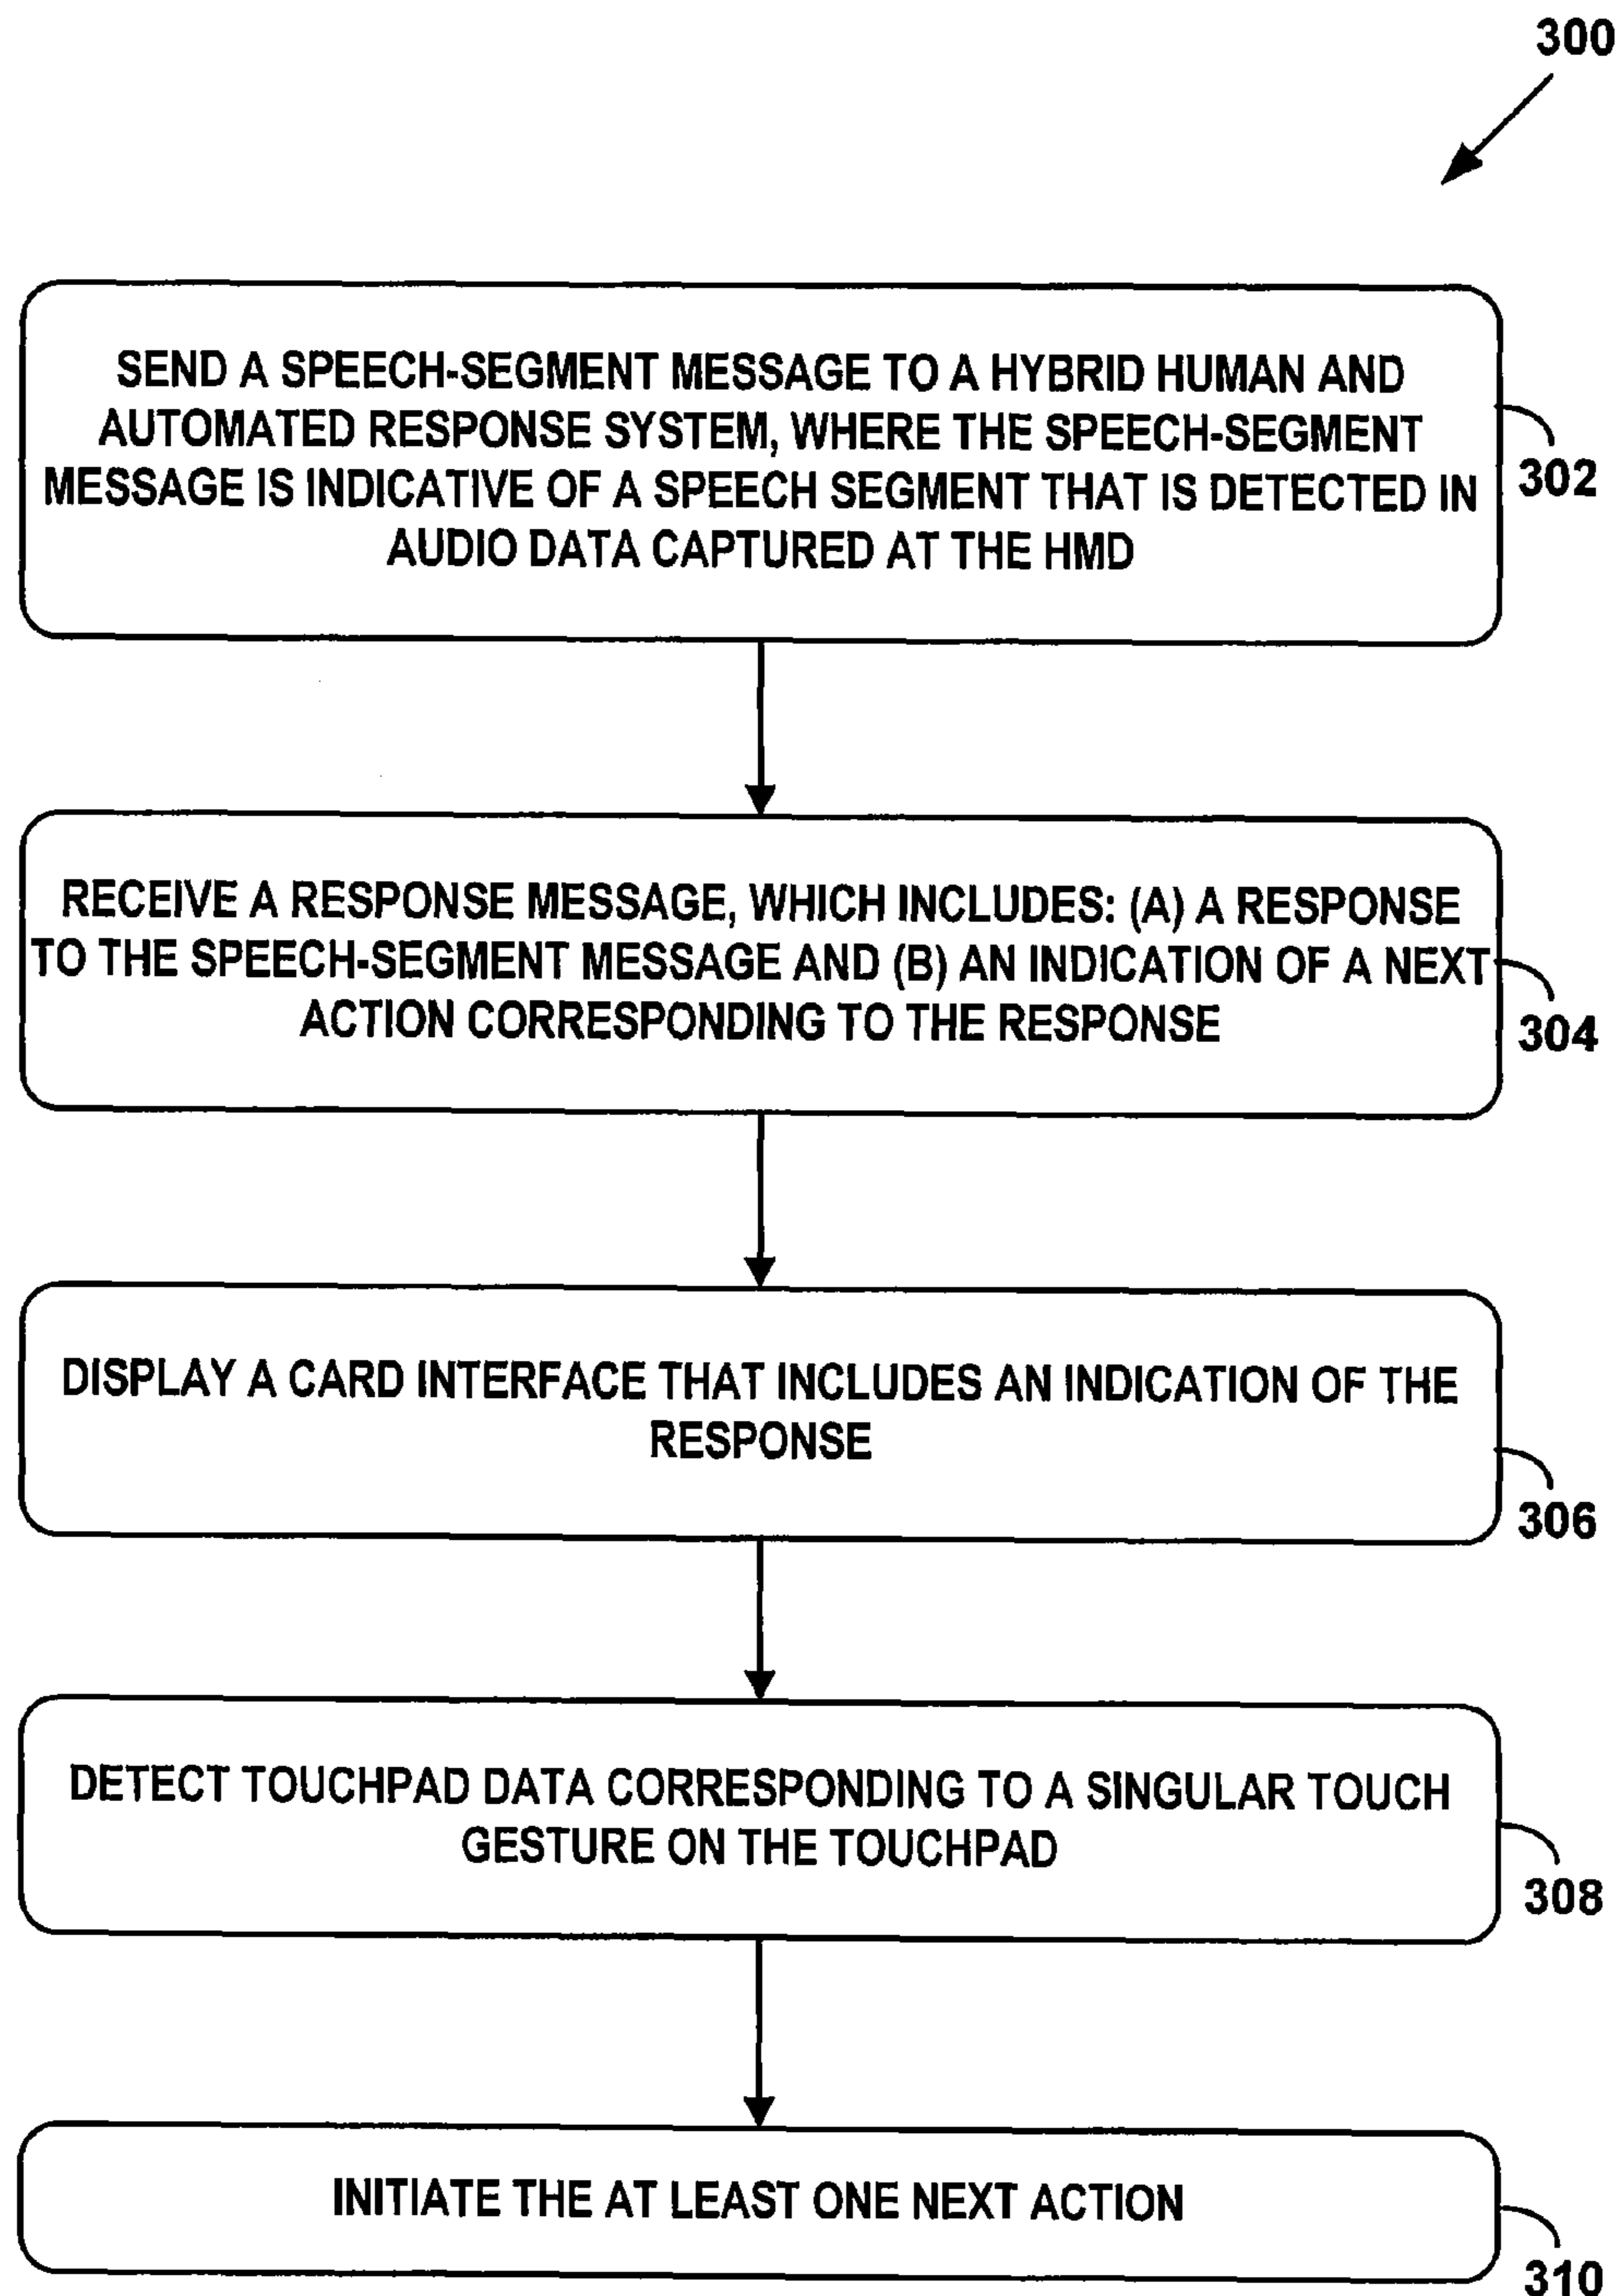 300
SEND A SPEECH-SEGMENT MESSAGE TO A HYBRID HUMAN AND
AUTOMATED RESPONSE SYSTEM, WHERE THE SPEECH-SEGMENT
MESSAGE IS INDICATIVE OF A SPEECH SEGMENT THAT IS DETECTED IN
AUDIO DATA CAPTURED AT THE HMD
302
RECEIVE A RESPONSE MESSAGE, WHICH INCLUDES: (A) A RESPONSE
TO THE SPEECH-SEGMENT MESSAGE AND (B) AN INDICATION OF A NEXT
ACTION CORRESPONDING TO THE RESPONSE
304
DISPLAY A CARD INTERFACE THAT INCLUDES AN INDICATION OF THE
RESPONSE
306
DETECT TOUCHPAD DATA CORRESPONDING TO A SINGULAR TOUCH
GESTURE ON THE TOUCHPAD
308
INITIATE THE AT LEAST ONE NEXT ACTION
310